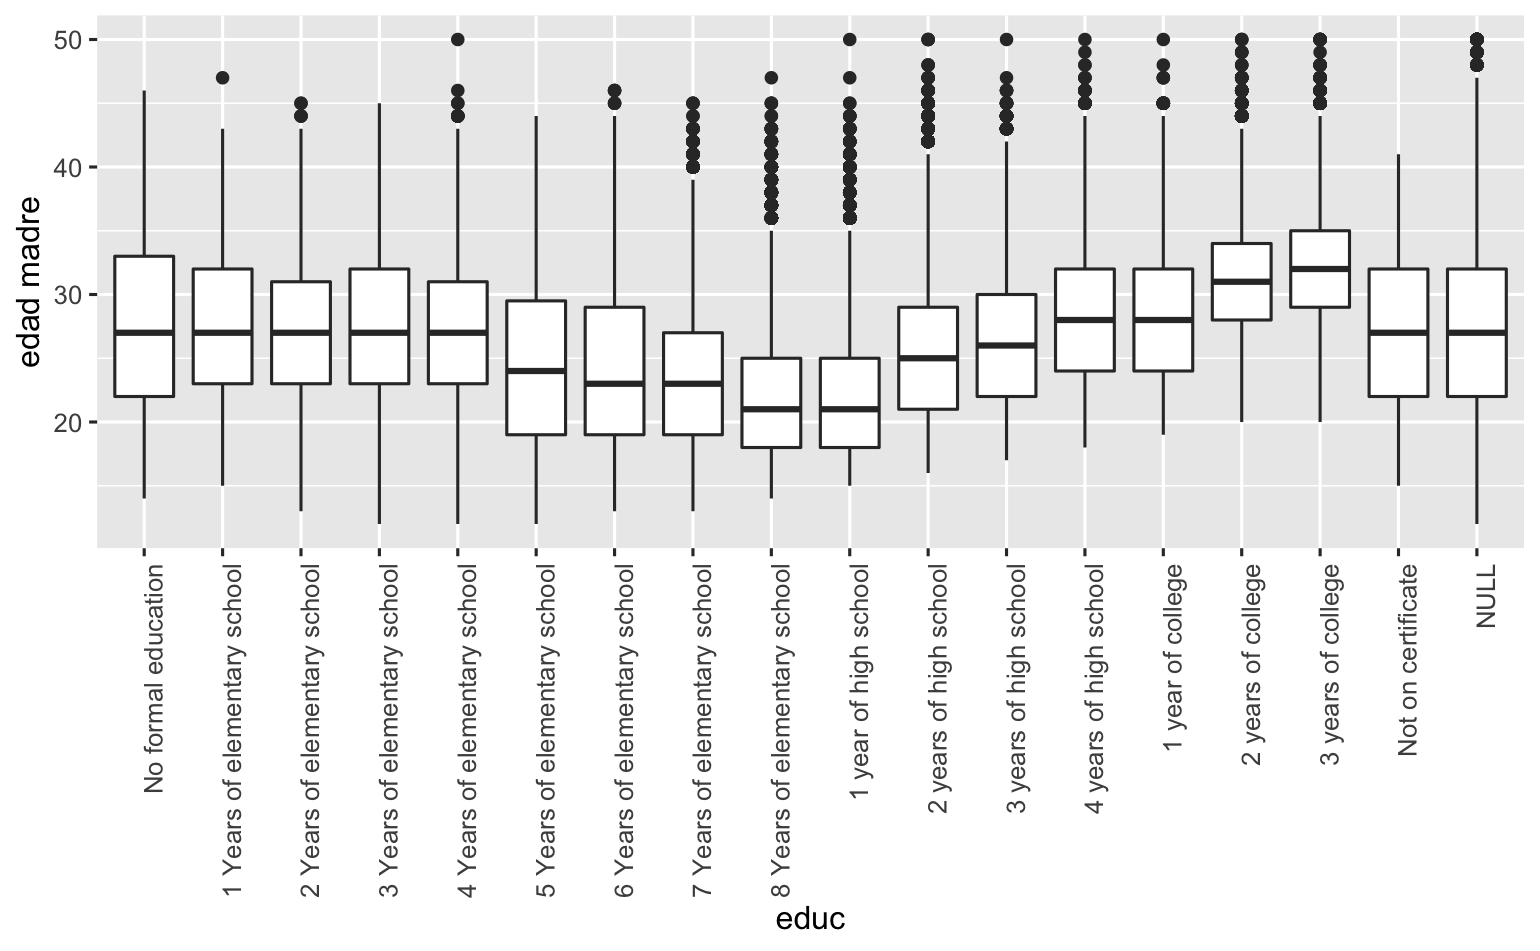 50
40
30
20
edad madre
No formal education
1 Years of elementary school
2 Years of elementary school
3 Years of elementary school
4 Years of elementary school
5 Years of elementary school
6 Years of elementary school
7 Years of elementary school
8 Years of elementary school
1 year of high school
2 years of high school
3 years of high school
4 years of high school
1 year of college
2 years of college
3 years of college
Not on certificate
NULL
educ